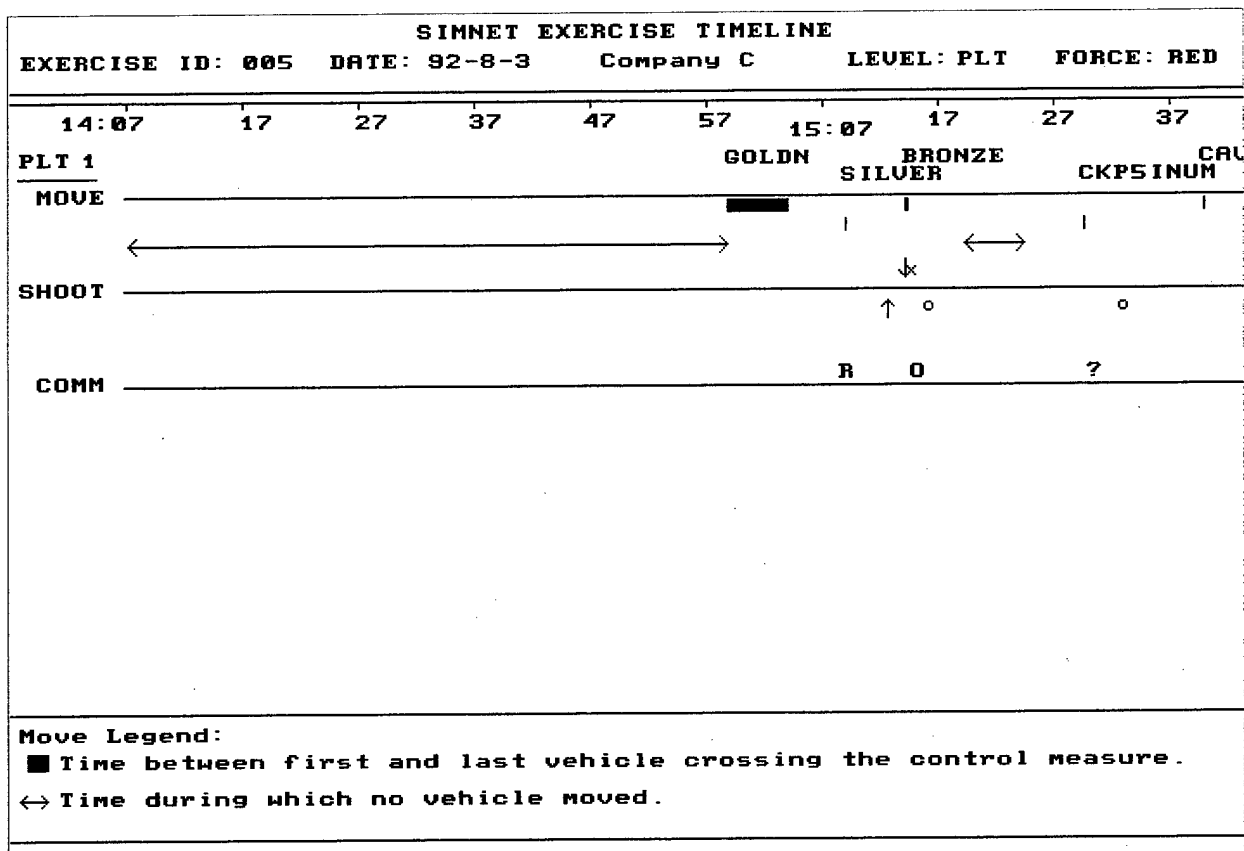 SIMNET EXERCISE TIMELINE
EXERCISE ID: 005 DATE: 92-8-3 Company C LEVEL: PLT FORCE: RED
14:07 17 27 37 47 57 15:07 17 27 37
PLT 1 GOLDN BRONZE CAV
SILVER CKP5INUM
MOVE
SHOOT
COMM R O ?
Move Legend:
Time between first and last vehicle crossing the control measure.
Time during which no vehicle moved.